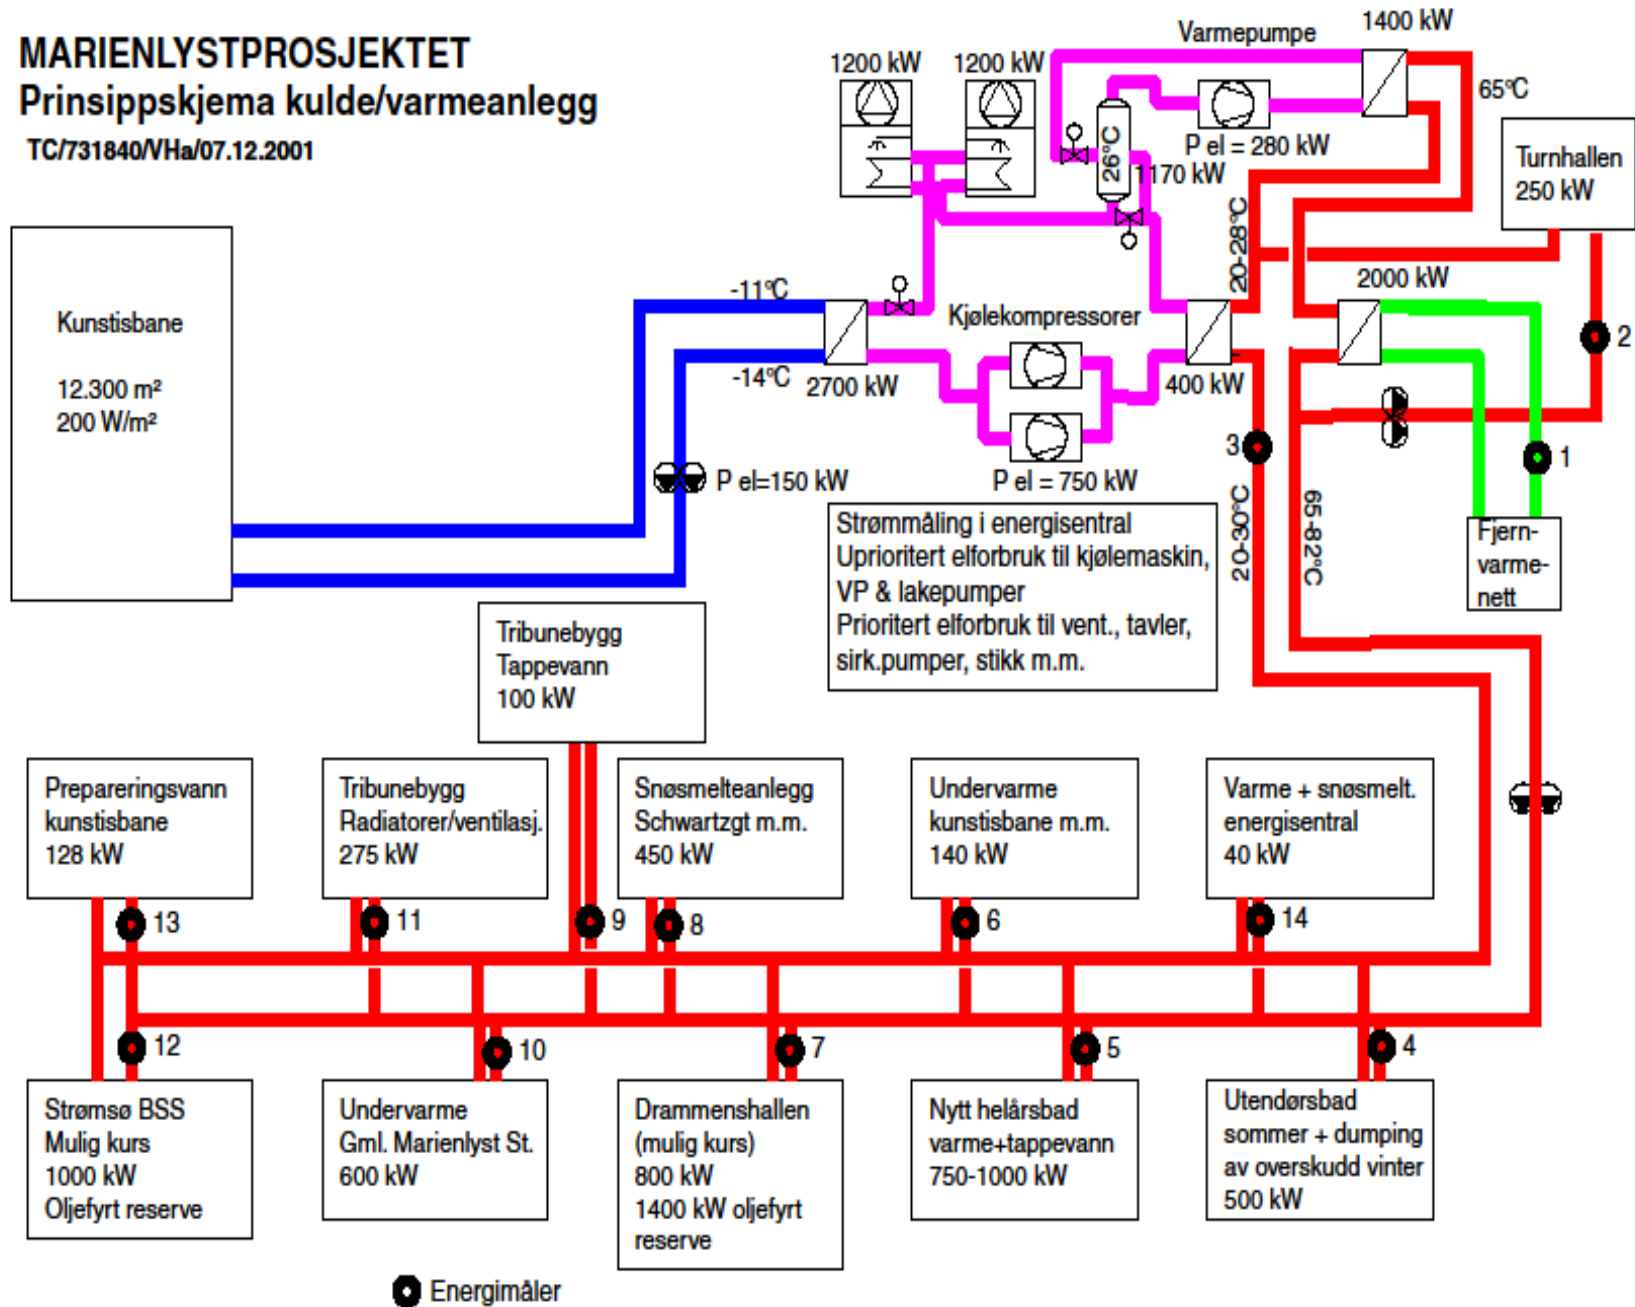 MARIENLYSTPROSJEKTET
Prinsippskjema kulde/varmeanlegg
TC/731840/VHa/07.12.2001
1200 kW
1200 kW
Varmepumpe
1400 kW
65°C
26°C
1170 kW
P el = 280 kW
Turnhallen
250 kW
20-28°C
Kunstisbane
12.300 m²
200 W/m²
-11°C
-14°C
2700 kW
Kjølekompressorer
400 kW
2000 kW
2
3
1
P el=150 kW
P el = 750 kW
20-30°C
65-82°C
Strømmåling i energisentral
Uprioritert elforbruk til kjølemaskin,
VP & lakepumper
Prioritert elforbruk til vent., tavler,
sirk.pumper, stikk m.m.
Fjern-
varme-
nett
Tribunebygg
Tappevann
100 kW
Prepareringsvann
kunstisbane
128 kW
Tribunebygg
Radiatorer/ventilasj.
275 kW
Snøsmelteanlegg
Schwartzgt m.m.
450 kW
Undervarme
kunstisbane m.m.
140 kW
Varme + snøsmelt.
energisentral
40 kW
13
11
9
8
6
14
12
10
7
5
4
Strømsø BSS
Mulig kurs
1000 kW
Oljefyrt reserve
Undervarme
Gml. Marienlyst St.
600 kW
Drammenshallen
(mulig kurs)
800 kW
1400 kW oljefyrt
reserve
Nytt helårsbad
varme+tappevann
750-1000 kW
Utendørsbad
sommer + dumping
av overskudd vinter
500 kW
Energimåler